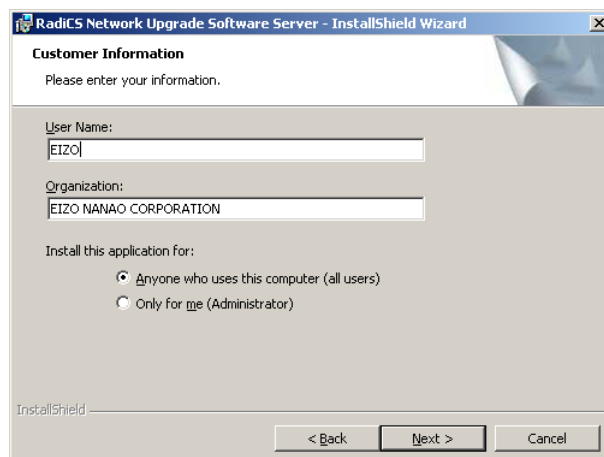 RadiCS Network Upgrade Software Server - InstallShield Wizard
Customer Information
Please enter your information.
User Name:
EIZO
Organization:
EIZO NANAO CORPORATION
Install this application for:
Anyone who uses this computer (all users)
Only for me (Administrator)
InstallShield
< Back Next > Cancel